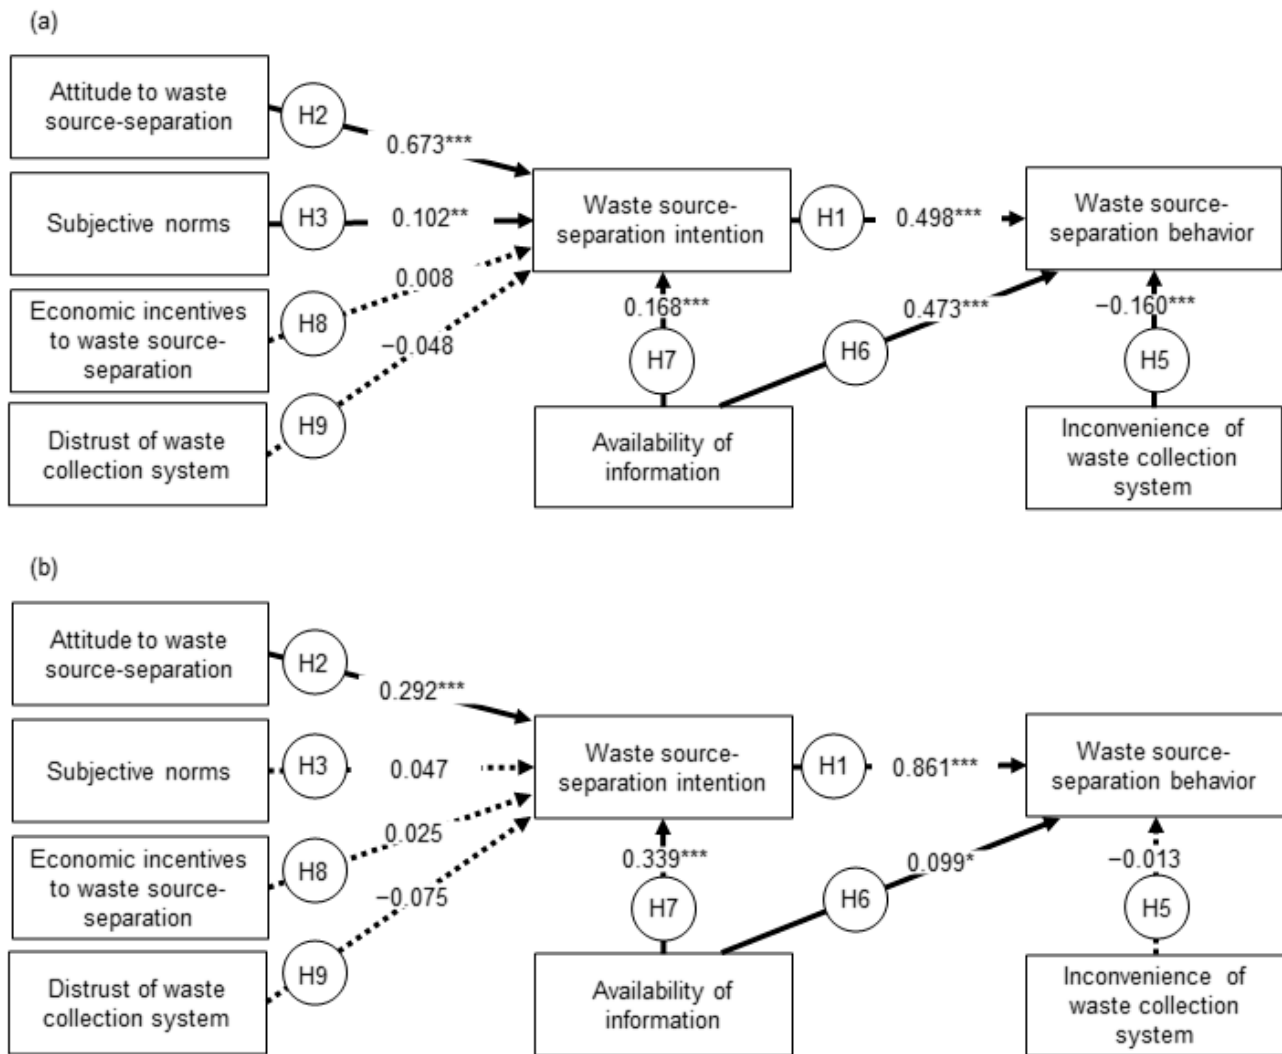 (a)
Attitude to waste
source-separation
H2
0.673***
Subjective norms
H3
0.102**
Waste source-
separation intention
H1
0.498***
Waste source-
separation behavior
Economic incentives
to waste source-
separation
H8
0.008
Distrust of waste
collection system
H9
−0.048
0.168***
H7
0.473***
H6
−0.160***
H5
Availability of
information
Inconvenience of
waste collection
system
(b)
Attitude to waste
source-separation
H2
0.292***
Subjective norms
H3
0.047
Waste source-
separation intention
H1
0.861***
Waste source-
separation behavior
Economic incentives
to waste source-
separation
H8
0.025
Distrust of waste
collection system
H9
−0.075
0.339***
H7
0.099*
H6
−0.013
H5
Availability of
information
Inconvenience of
waste collection
system